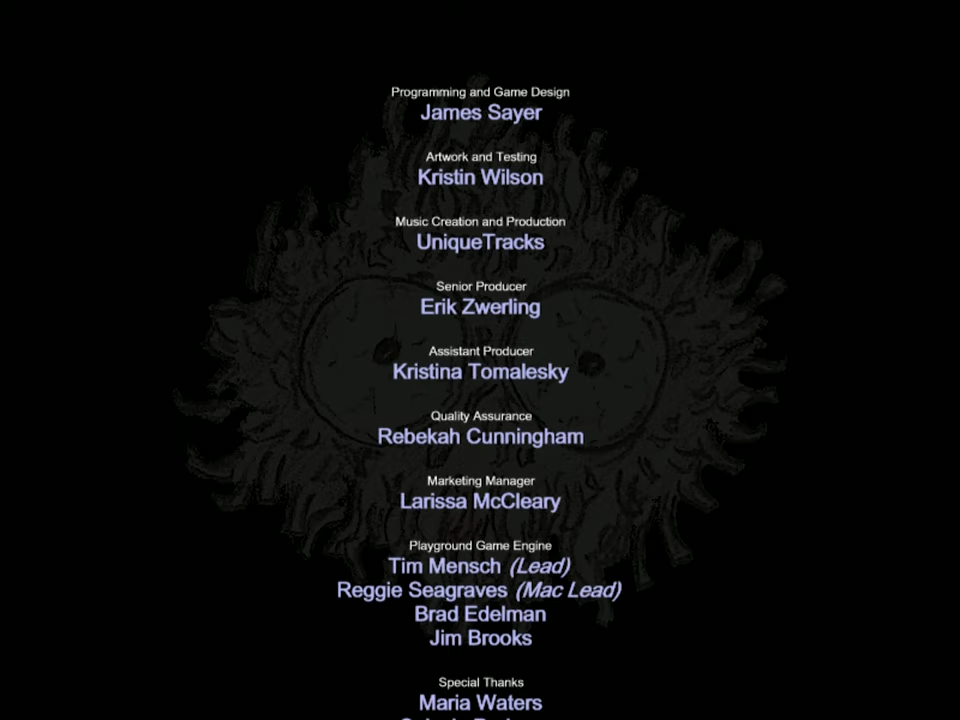 Programming and Game Design
James Sayer
Artwork and Testing
Kristin Wilson
Music Creation and Production
UniqueTracks
Senior Producer
Erik Zwerling
Assistant Producer
Kristina Tomalesky
Quality Assurance
Rebekah Cunningham
Marketing Manager
Larissa McCleary
Playground Game Engine
Tim Mensch (Lead)
Reggie Seagraves (Mac Lead)
Brad Edelman
Jim Brooks
Special Thanks
Maria Waters